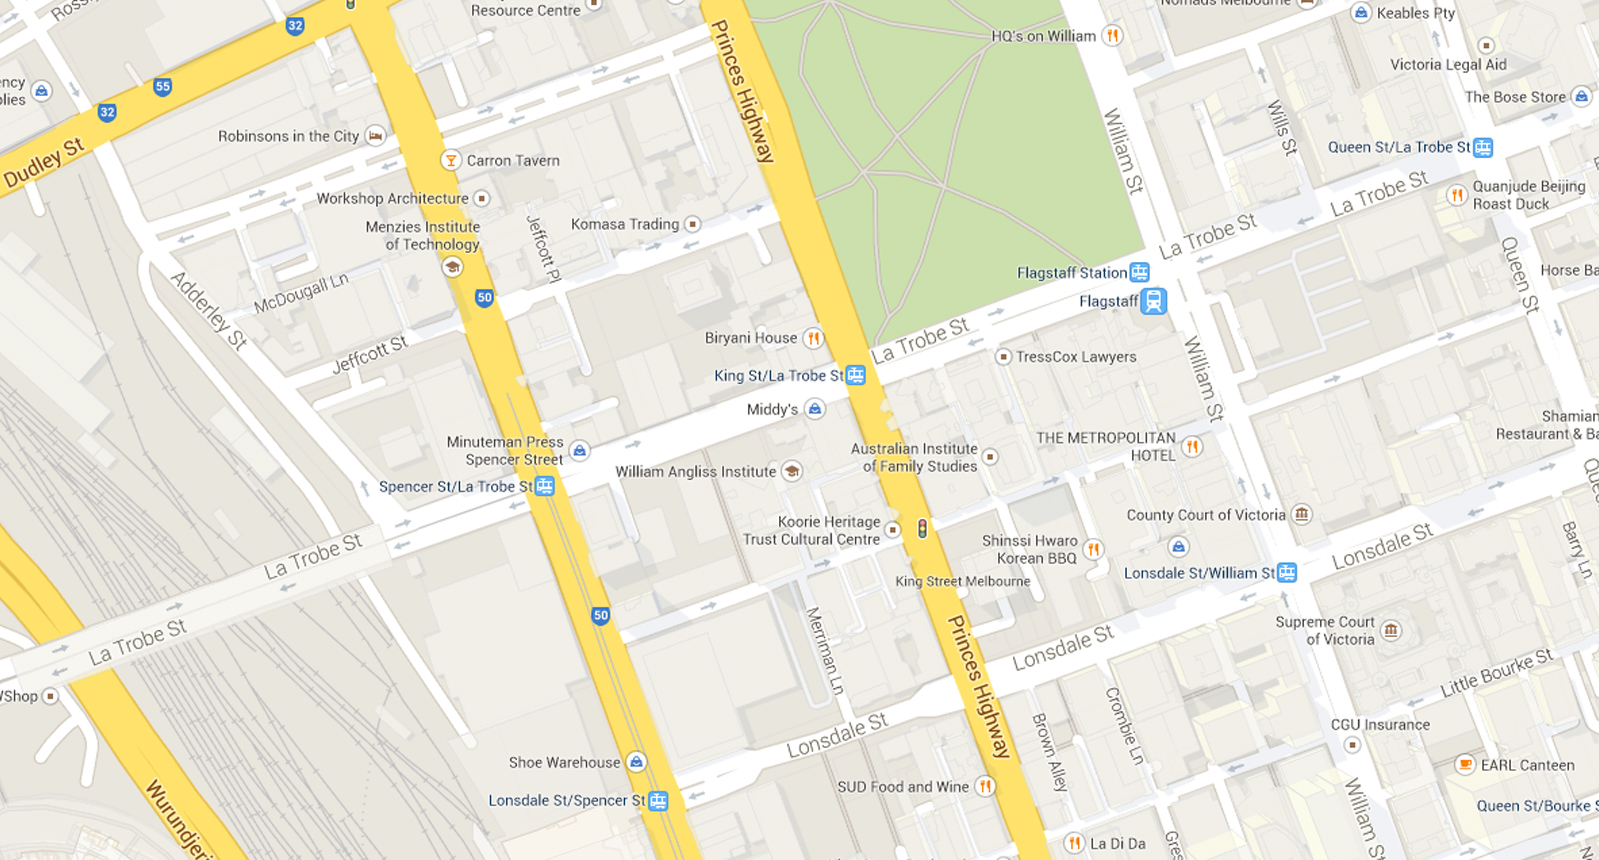 Resource Centre
HQ's on William
Keables Pty
Victoria Legal Aid
The Bose Store
32
55
32
Dudley St
Princes Highway
William St
Wills St
Queen St/La Trobe St
Robinsons in the City
Carron Tavern
Workshop Architecture
Menzies Institute
of Technology
Jeffcott Pl
Komasa Trading
La Trobe St
Quanjude Beijing
Roast Duck
La Trobe St
Queen St
Flagstaff Station
Flagstaff
McDougall Ln
Adderley St
50
Jeffcott St
Biryani House
La Trobe St
TressCox Lawyers
King St/La Trobe St
Middy's
William St
Minuteman Press
Spencer Street
Spencer St/La Trobe St
William Angliss Institute
Australian Institute
of Family Studies
THE METROPOLITAN
HOTEL
Restaurant & Ba
Koorie Heritage
Trust Cultural Centre
Shinssi Hwaro
Korean BBQ
County Court of Victoria
Lonsdale St/William St
Lonsdale St
Barry Ln
La Trobe St
King Street Melbourne
La Trobe St
50
Merriman Ln
Princes Highway
Lonsdale St
Supreme Court
of Victoria
Little Bourke St
Shop
Lonsdale St
Brown Alley
Crombie Ln
CGU Insurance
EARL Canteen
Shoe Warehouse
Lonsdale St/Spencer St
SUD Food and Wine
La Di Da
William St
Queen St/Bourke S
Wurundjeri